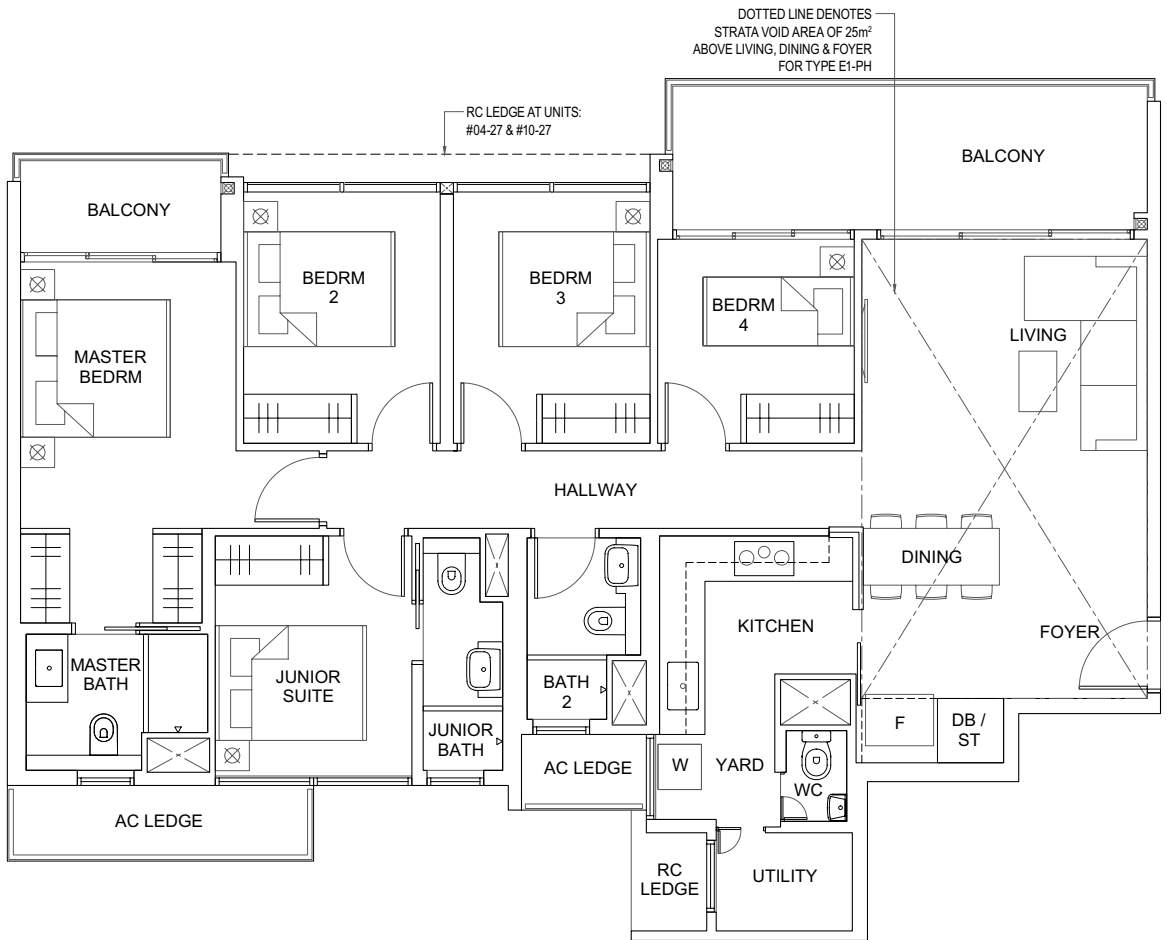 DOTTED LINE DENOTES
STRATA VOID AREA OF 25m²
ABOVE LIVING, DINING & FOYER
FOR TYPE E1-PH
RC LEDGE AT UNITS:
#04-27 & #10-27
BALCONY
BALCONY
BEDRM
2
BEDRM
3
BEDRM
4
LIVING
MASTER
BEDRM
HALLWAY
DINING
KITCHEN
FOYER
MASTER
BATH
JUNIOR
SUITE
BATH
2
JUNIOR
BATH
F
DB /
ST
AC LEDGE
W
YARD
WC
AC LEDGE
RC
LEDGE
UTILITY